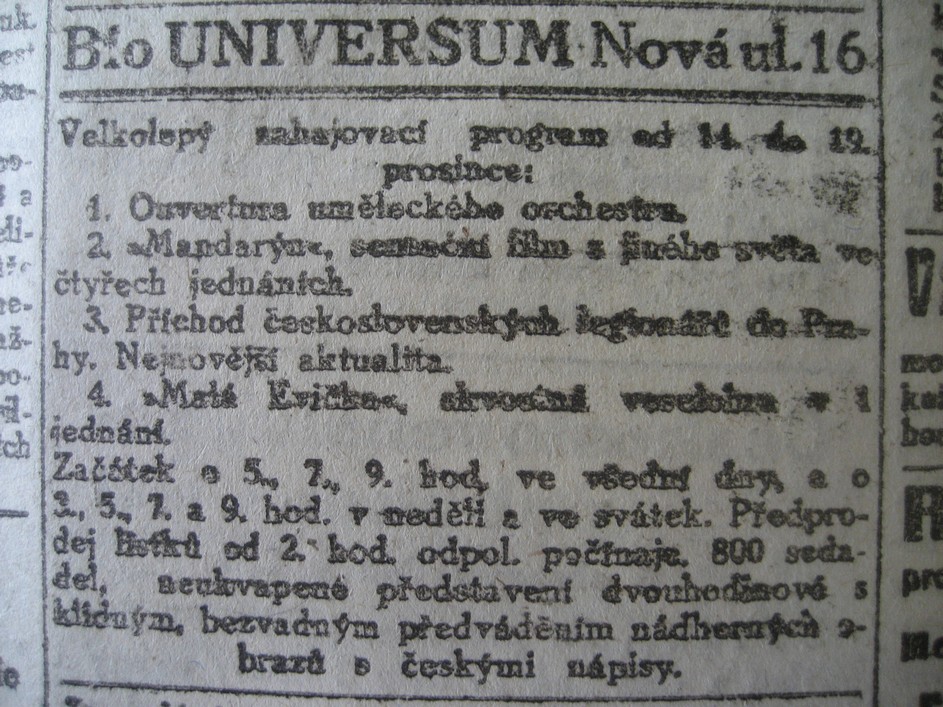 Bio UNIVERSUM Nová ul. 16
Velkolepý zahajovací program od 14. do 19.
prosince:
1. Ouvertura uměleckého orchestru.
2. »Mandarýn«, sensační film z jiného světa ve
čtyřech jednáních.
3. Příchod československých legionářů do Pra-
hy. Nejnovější aktualita.
4. »Malá Evička«, skvostná veselohra v 1
jednání.
Začátek o 5., 7., 9. hod. ve všední dny, a o
3., 5., 7. a 9. hod. v neděli a ve svátek. Předpro-
dej lístků od 2. hod. odpol. počínaje. 800 seda-
del, neukvapené představení dvouhodinové s
klidným, bezvadným předváděním nádherných o-
brazů s českými nápisy.